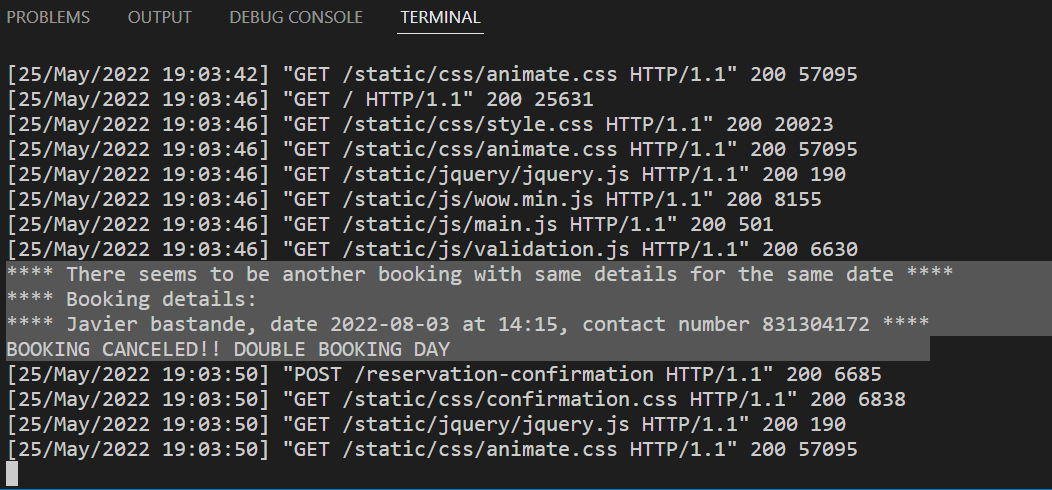 PROBLEMS OUTPUT DEBUG CONSOLE TERMINAL
[25/May/2022 19:03:42] "GET /static/css/animate.css HTTP/1.1" 200 57095
[25/May/2022 19:03:46] "GET / HTTP/1.1" 200 25631
[25/May/2022 19:03:46] "GET /static/css/style.css HTTP/1.1" 200 20023
[25/May/2022 19:03:46] "GET /static/css/animate.css HTTP/1.1" 200 57095
[25/May/2022 19:03:46] "GET /static/jquery/jquery.js HTTP/1.1" 200 190
[25/May/2022 19:03:46] "GET /static/js/wow.min.js HTTP/1.1" 200 8155
[25/May/2022 19:03:46] "GET /static/js/main.js HTTP/1.1" 200 501
[25/May/2022 19:03:46] "GET /static/js/validation.js HTTP/1.1" 200 6630
**** There seems to be another booking with same details for the same date ****
**** Booking details:
**** Javier bastande, date 2022-08-03 at 14:15, contact number 831304172 ****
BOOKING CANCELED!! DOUBLE BOOKING DAY
[25/May/2022 19:03:50] "POST /reservation-confirmation HTTP/1.1" 200 6685
[25/May/2022 19:03:50] "GET /static/css/confirmation.css HTTP/1.1" 200 6838
[25/May/2022 19:03:50] "GET /static/jquery/jquery.js HTTP/1.1" 200 190
[25/May/2022 19:03:50] "GET /static/css/animate.css HTTP/1.1" 200 57095